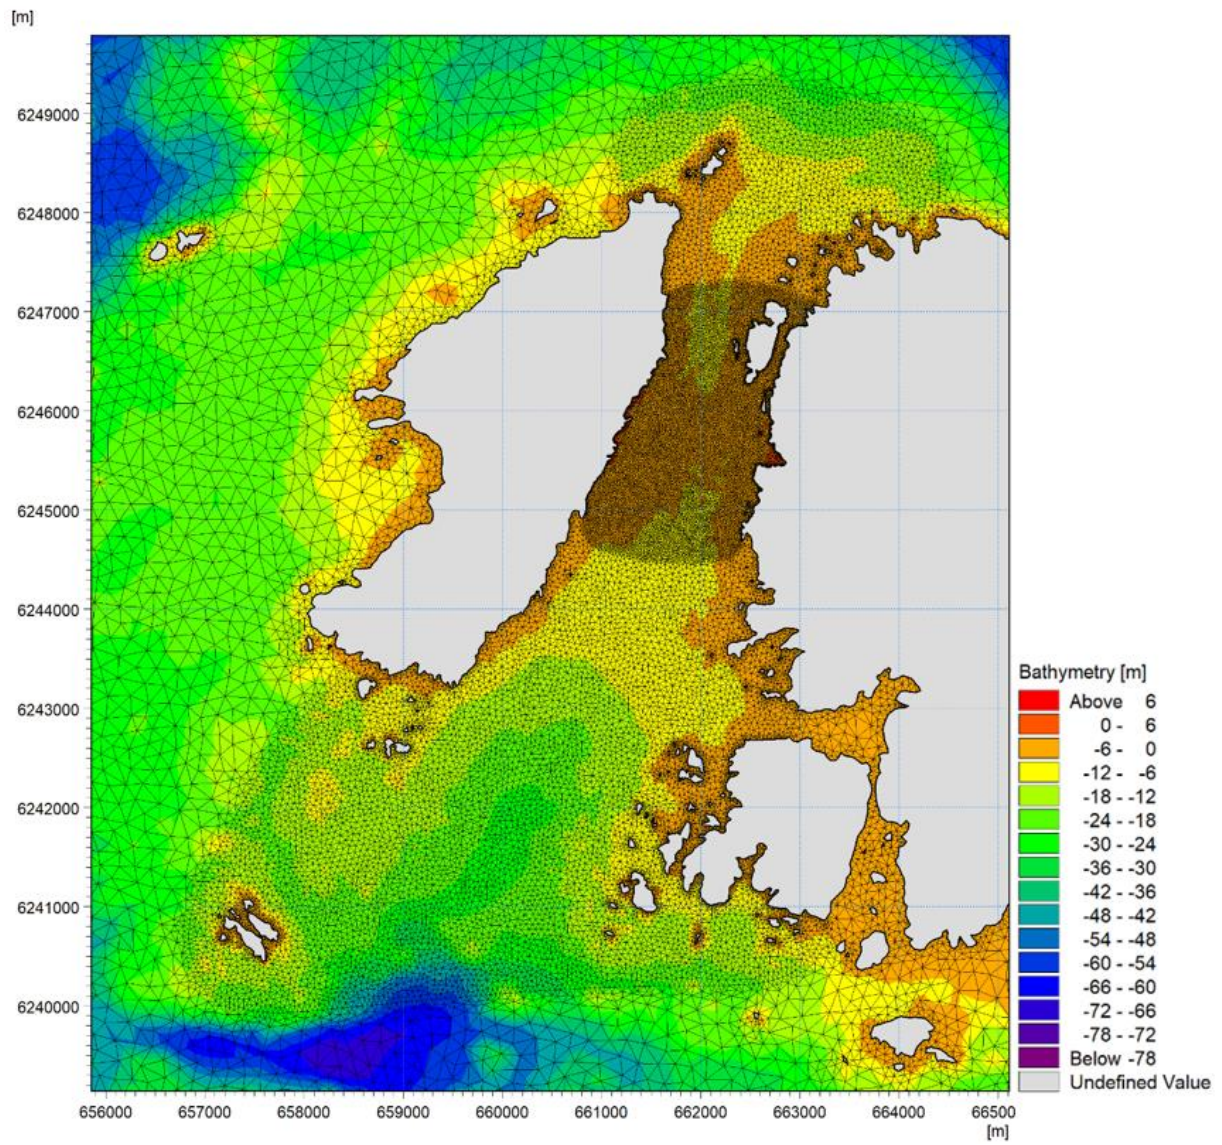 [m]
6249000
6248000
6247000
6246000
6245000
6244000
6243000
6242000
6241000
6240000
656000 657000 658000 659000 660000 661000 662000 663000 664000 66500
[m]
Bathymetry [m]
Above 6
0 - 6
-6 - 0
-12 - -6
-18 - -12
-24 - -18
-30 - -24
-36 - -30
-42 - -36
-48 - -42
-54 - -48
-60 - -54
-66 - -60
-72 - -66
-78 - -72
Below -78
Undefined Value